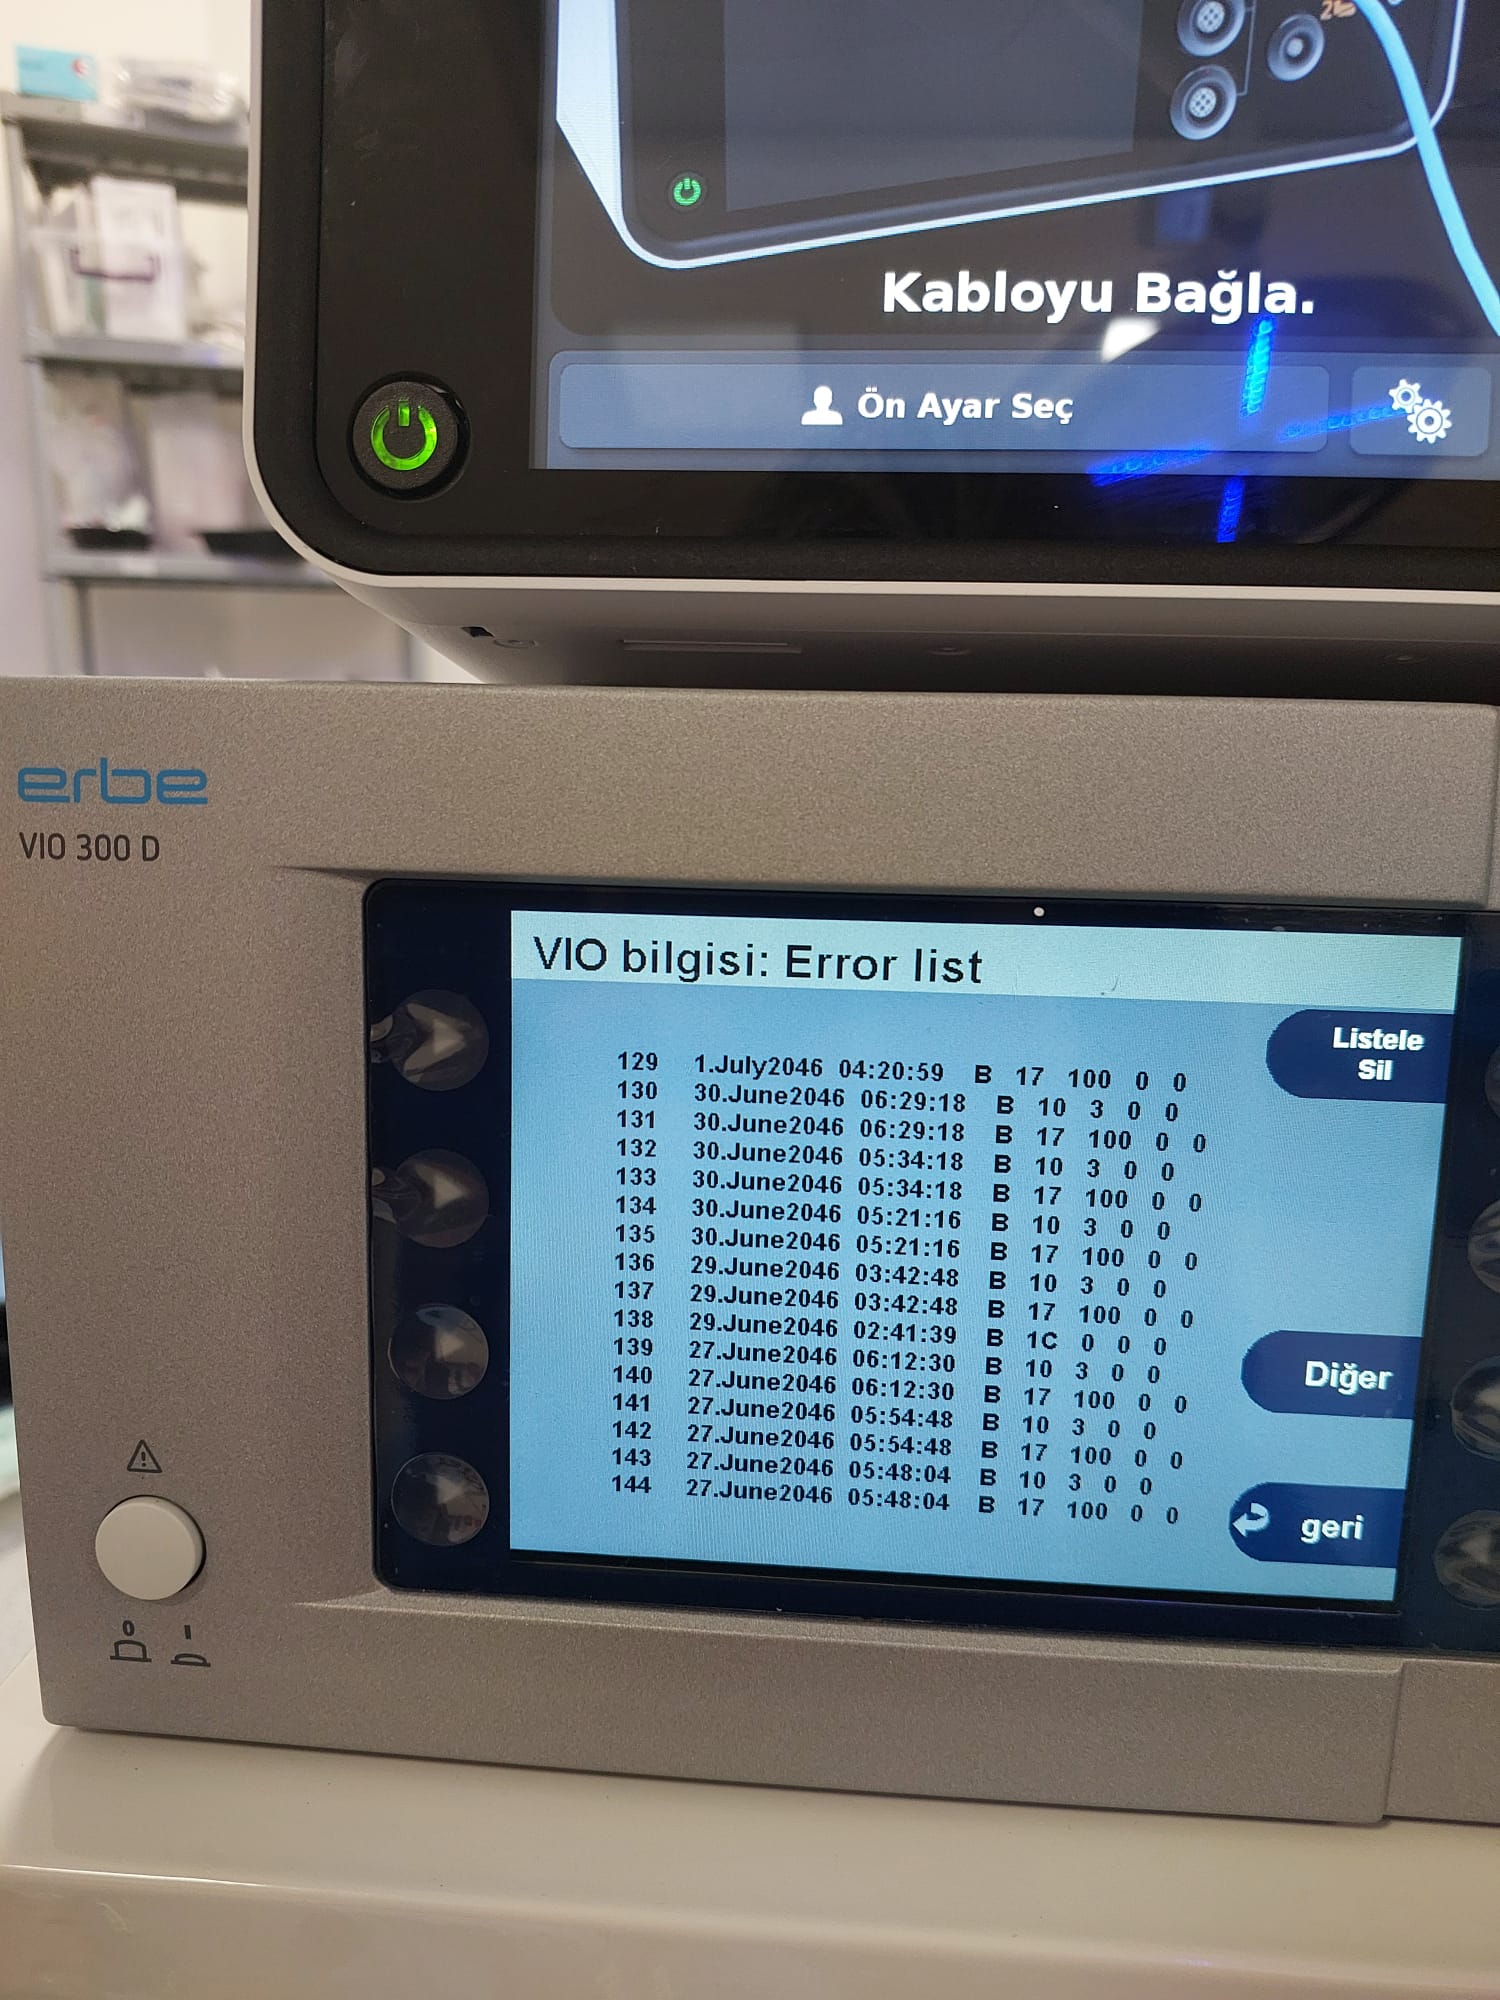 Kabloyu Bağla.
Ön Ayar Seç
erbe
VIO 300 D
VIO bilgisi: Error list
Listele
Sil
129 1.July2046 04:20:59 B 17 100 0 0
130 30.June2046 06:29:18 B 10 3 0 0
131 30.June2046 06:29:18 B 17 100 0 0
132 30.June2046 05:34:18 B 10 3 0 0
133 30.June2046 05:34:18 B 17 100 0 0
134 30.June2046 05:21:16 B 10 3 0 0
135 30.June2046 05:21:16 B 17 100 0 0
136 29.June2046 03:42:48 B 10 3 0 0
137 29.June2046 03:42:48 B 17 100 0 0
138 29.June2046 02:41:39 B 1C 0 0 0
139 27.June2046 06:12:30 B 10 3 0 0
140 27.June2046 06:12:30 B 17 100 0 0
141 27.June2046 05:54:48 B 10 3 0 0
142 27.June2046 05:54:48 B 17 100 0 0
143 27.June2046 05:48:04 B 10 3 0 0
144 27.June2046 05:48:04 B 17 100 0 0
Diğer
geri
0 I